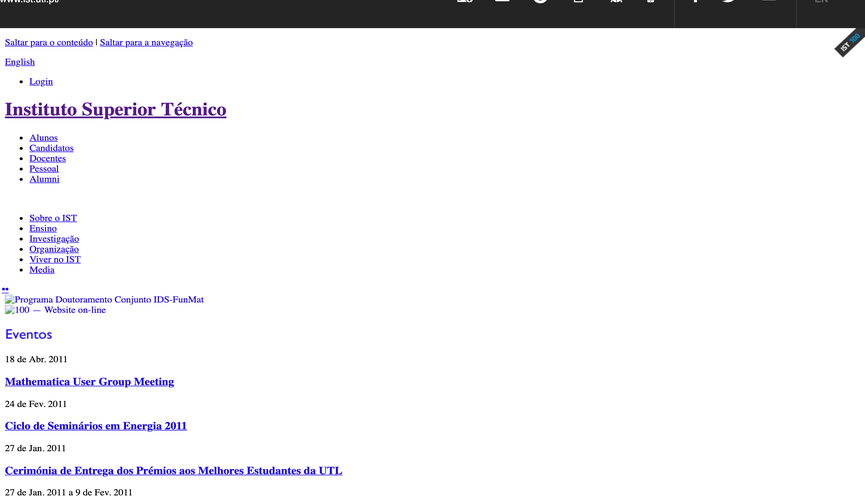 www.ist.utl.pt/
EN
IST 100
Saltar para o conteúdo | Saltar para a navegação
English
Login
Instituto Superior Técnico
Alunos
Candidatos
Docentes
Pessoal
Alumni
Sobre o IST
Ensino
Investigação
Organização
Viver no IST
Media
Programa Doutoramento Conjunto IDS-FunMat
100 — Website on-line
Eventos
18 de Abr. 2011
Mathematica User Group Meeting
24 de Fev. 2011
Ciclo de Seminários em Energia 2011
27 de Jan. 2011
Cerimónia de Entrega dos Prémios aos Melhores Estudantes da UTL
27 de Jan. 2011 a 9 de Fev. 2011